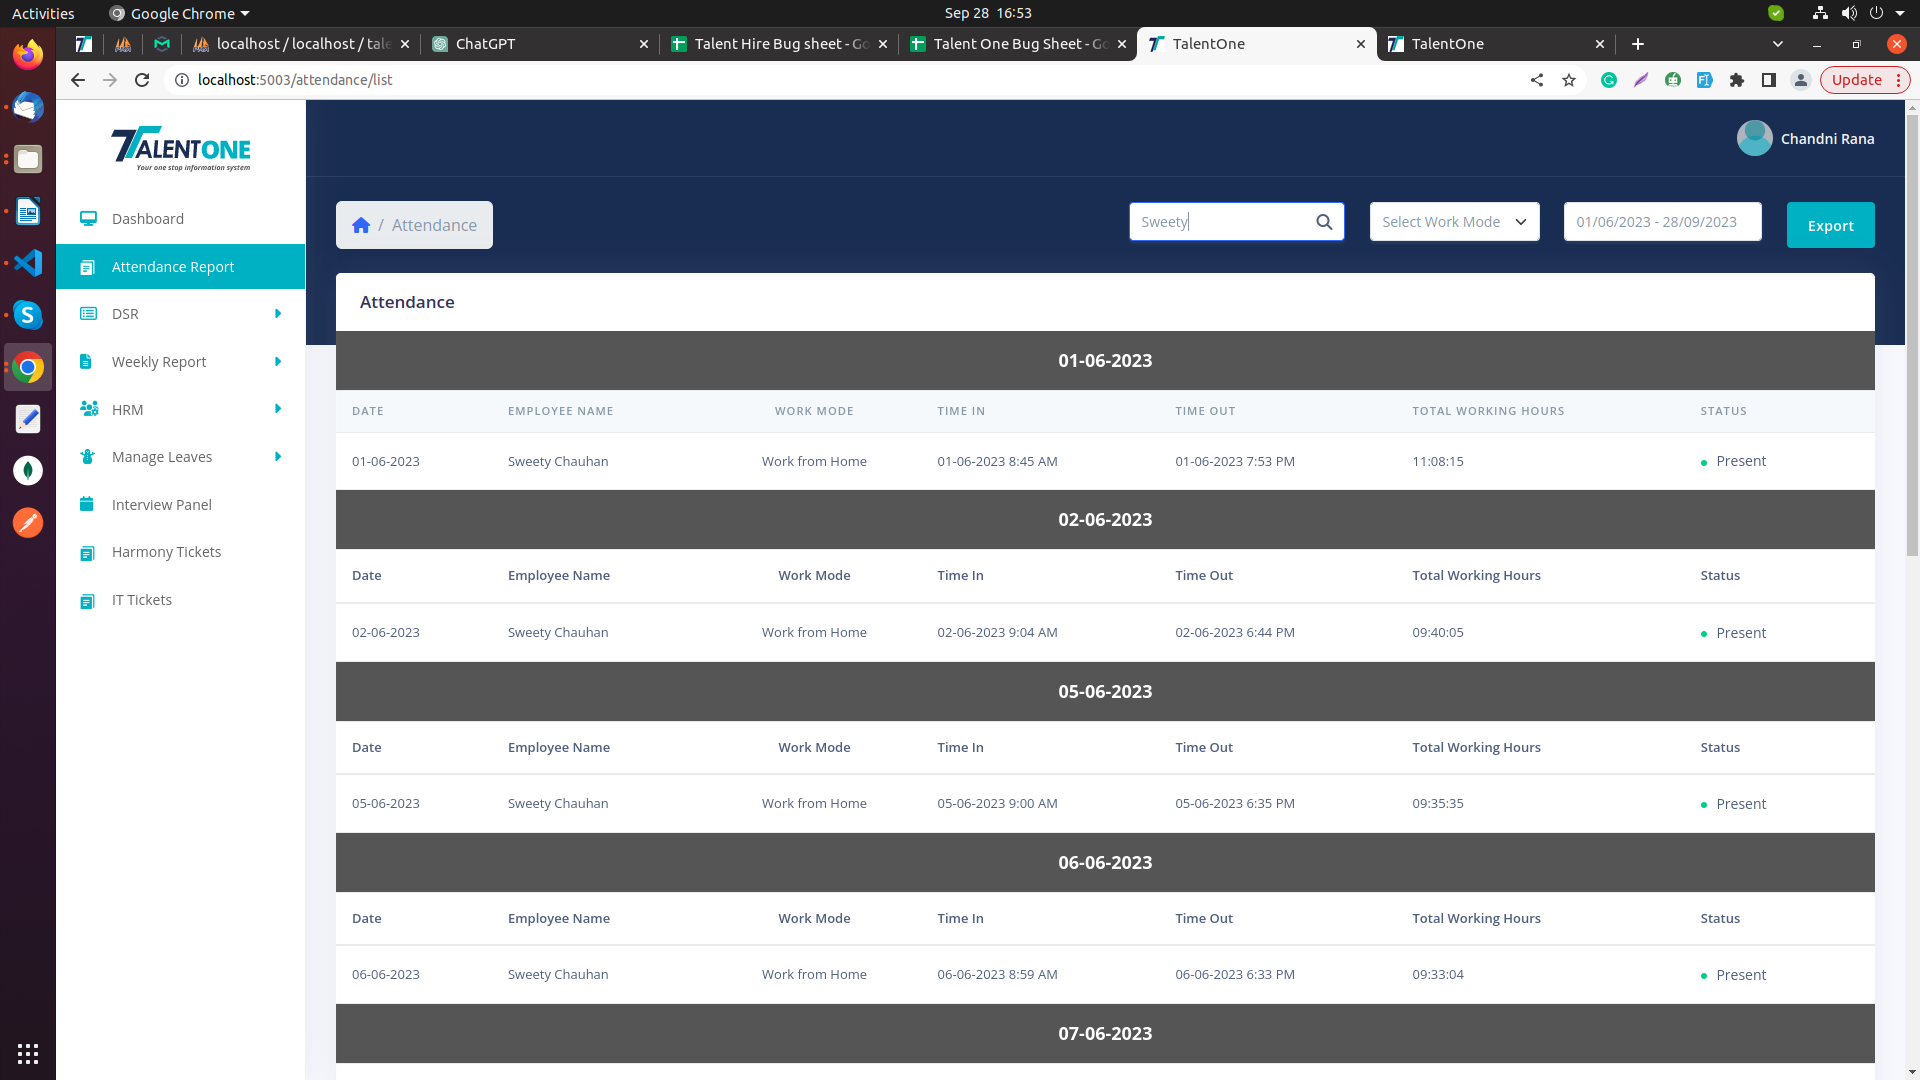 Activities
Google Chrome
Sep 28 16:53
localhost / localhost / tale
ChatGPT
Talent Hire Bug sheet - Go
Talent One Bug Sheet - Go
TalentOne
TalentOne
localhost:5003/attendance/list
Update
TALENTONE
Your one stop information system
Chandni Rana
Dashboard
Attendance Report
DSR
Weekly Report
HRM
Manage Leaves
Interview Panel
Harmony Tickets
IT Tickets
/ Attendance
Sweety
Select Work Mode
01/06/2023 - 28/09/2023
Export
Attendance
01-06-2023
DATE EMPLOYEE NAME WORK MODE TIME IN TIME OUT TOTAL WORKING HOURS STATUS
01-06-2023 Sweety Chauhan Work from Home 01-06-2023 8:45 AM 01-06-2023 7:53 PM 11:08:15 Present
02-06-2023
Date Employee Name Work Mode Time In Time Out Total Working Hours Status
02-06-2023 Sweety Chauhan Work from Home 02-06-2023 9:04 AM 02-06-2023 6:44 PM 09:40:05 Present
05-06-2023
Date Employee Name Work Mode Time In Time Out Total Working Hours Status
05-06-2023 Sweety Chauhan Work from Home 05-06-2023 9:00 AM 05-06-2023 6:35 PM 09:35:35 Present
06-06-2023
Date Employee Name Work Mode Time In Time Out Total Working Hours Status
06-06-2023 Sweety Chauhan Work from Home 06-06-2023 8:59 AM 06-06-2023 6:33 PM 09:33:04 Present
07-06-2023